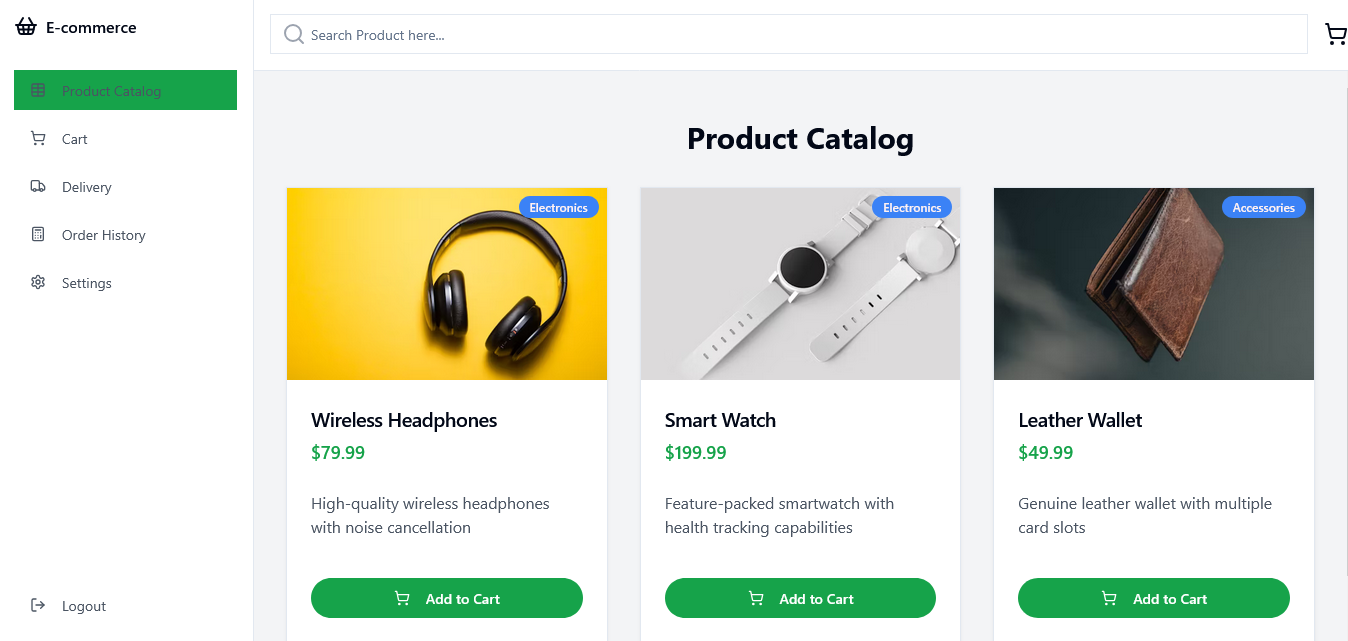 E-commerce
Search Product here...
Product Catalog
Cart
Delivery
Order History
Settings
Logout
Product Catalog
Electronics
Wireless Headphones
$79.99
High-quality wireless headphones
with noise cancellation
Add to Cart
Electronics
Smart Watch
$199.99
Feature-packed smartwatch with
health tracking capabilities
Add to Cart
Accessories
Leather Wallet
$49.99
Genuine leather wallet with multiple
card slots
Add to Cart